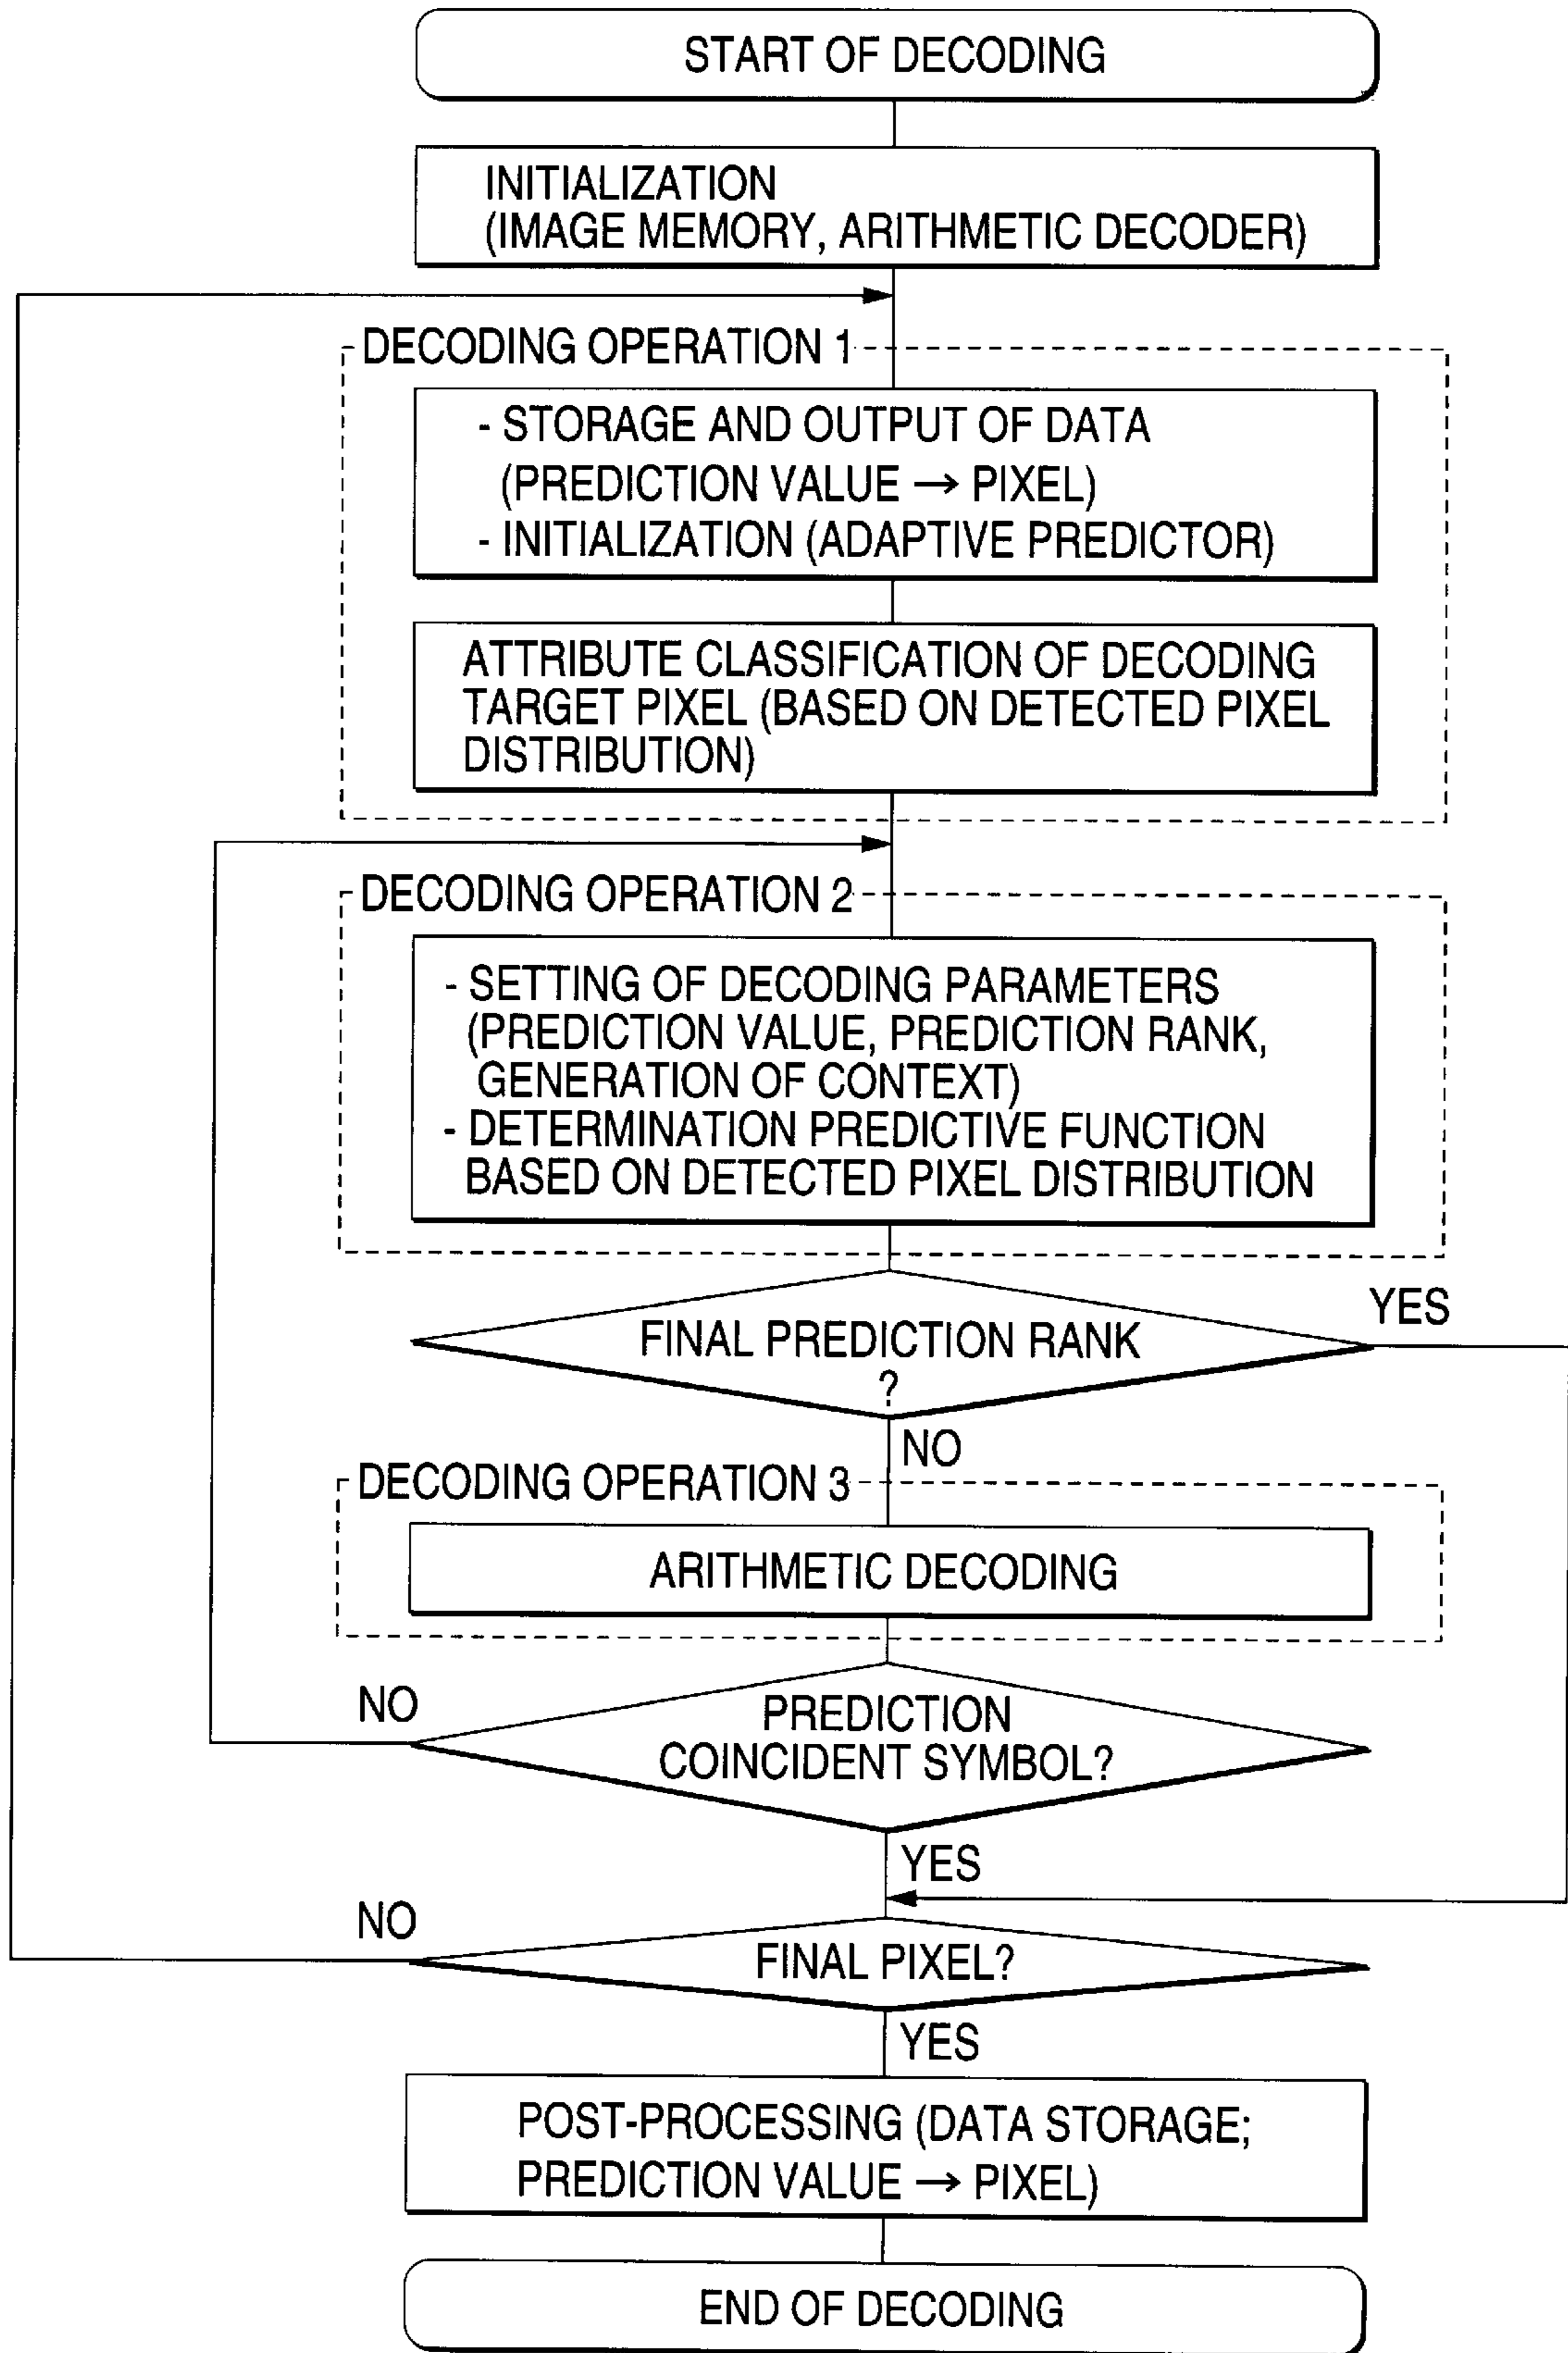 START OF DECODING
INITIALIZATION
(IMAGE MEMORY, ARITHMETIC DECODER)
DECODING OPERATION 1
- STORAGE AND OUTPUT OF DATA
(PREDICTION VALUE → PIXEL)
- INITIALIZATION (ADAPTIVE PREDICTOR)
ATTRIBUTE CLASSIFICATION OF DECODING
TARGET PIXEL (BASED ON DETECTED PIXEL
DISTRIBUTION)
DECODING OPERATION 2
- SETTING OF DECODING PARAMETERS
(PREDICTION VALUE, PREDICTION RANK,
GENERATION OF CONTEXT)
- DETERMINATION PREDICTIVE FUNCTION
BASED ON DETECTED PIXEL DISTRIBUTION
YES
FINAL PREDICTION RANK
?
NO
DECODING OPERATION 3
ARITHMETIC DECODING
NO
PREDICTION
COINCIDENT SYMBOL?
YES
NO
FINAL PIXEL?
YES
POST-PROCESSING (DATA STORAGE;
PREDICTION VALUE → PIXEL)
END OF DECODING